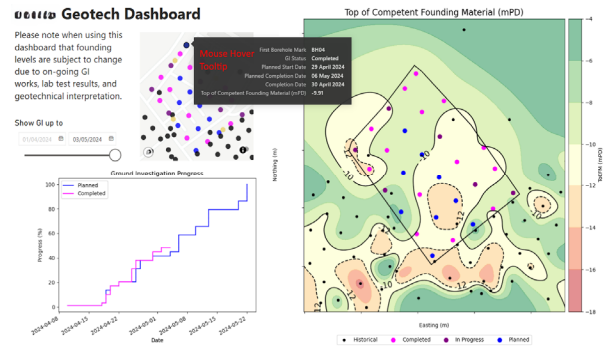 Geotech Dashboard
Please note when using this
dashboard that founding
levels are subject to change
due to on-going GI
works, lab test results, and
geotechnical interpretation.
Show GI up to
01/04/2024
03/05/2024
Mouse Hover
Tooltip
First Borehole Mark BH04
GI Status Completed
Planned Start Date 29 April 2024
Planned Completion Date 06 May 2024
Completion Date 30 April 2024
Top of Competent Founding Material (mPD) -9.91
Ground Investigation Progress
Planned
Completed
Progress (%)
100
80
60
40
20
0
2024-04-08
2024-04-15
2024-04-22
2024-05-01
2024-05-08
2024-05-15
2024-05-22
Date
Top of Competent Founding Material (mPD)
Northing (m)
Easting (m)
-12
-10
-10
-12
-10
-10
-12
-12
-4
-6
-8
-10
-12
-14
-16
-18
Historical
Completed
In Progress
Planned